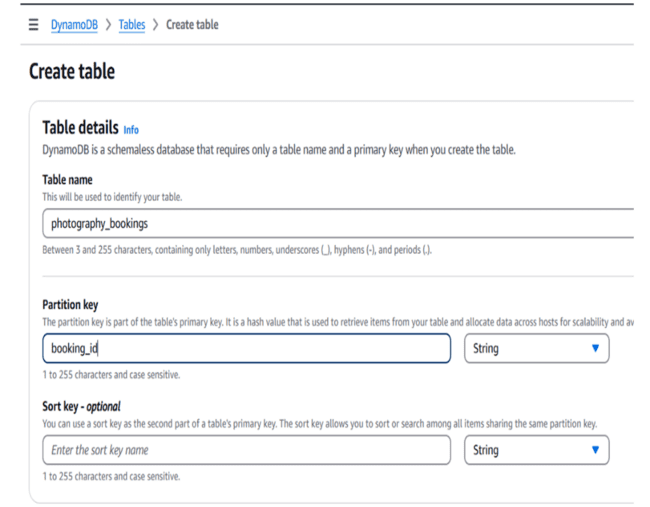 DynamoDB > Tables > Create table
Create table
Table details Info
DynamoDB is a schemaless database that requires only a table name and a primary key when you create the table.
Table name
This will be used to identify your table.
photography_bookings
Between 3 and 255 characters, containing only letters, numbers, underscores (_), hyphens (-), and periods (.).
Partition key
The partition key is part of the table's primary key. It is a hash value that is used to retrieve items from your table and allocate data across hosts for scalability and av
booking_id String
1 to 255 characters and case sensitive.
Sort key - optional
You can use a sort key as the second part of a table's primary key. The sort key allows you to sort or search among all items sharing the same partition key.
Enter the sort key name String
1 to 255 characters and case sensitive.